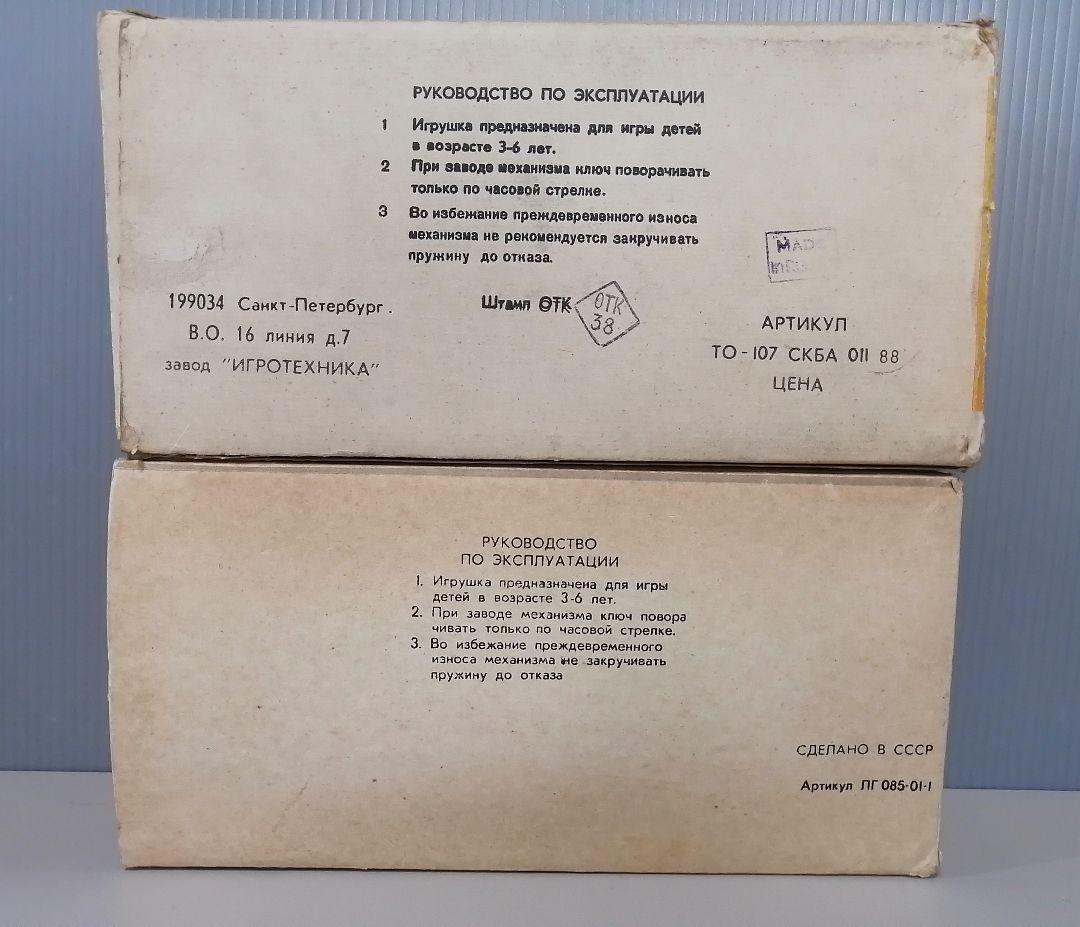 РУКОВОДСТВО ПО ЭКСПЛУАТАЦИИ
1 Игрушка предназначена для игры детей
в возрасте 3-6 лет.
2 При заводе механизма ключ поворачивать
только по часовой стрелке.
3 Во избежание преждевременного износа
механизма не рекомендуется закручивать
пружину до отказа.
MAD
in
199034 Санкт-Петербург.
В.О. 16 линия д.7
завод "ИГРОТЕХНИКА"
Штамп ОТК
ОТК
38
АРТИКУЛ
ТО-107 СКБА 011 88
ЦЕНА
РУКОВОДСТВО
ПО ЭКСПЛУАТАЦИИ
1. Игрушка предназначена для игры
детей в возрасте 3-6 лет.
2. При заводе механизма ключ повора
чивать только по часовой стрелке.
3. Во избежание преждевременного
износа механизма не закручивать
пружину до отказа
СДЕЛАНО В СССР
Артикул ЛГ 085-01-1